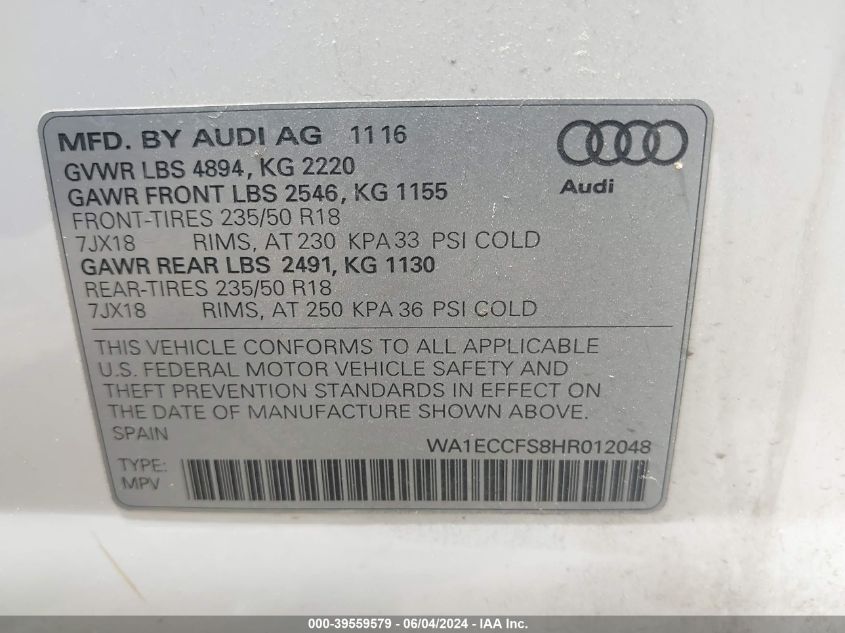 MFD. BY AUDI AG 11 16
GVWR LBS 4894, KG 2220
GAWR FRONT LBS 2546, KG 1155
FRONT-TIRES 235/50 R18
7JX18 RIMS, AT 230 KPA 33 PSI COLD
GAWR REAR LBS 2491, KG 1130
REAR-TIRES 235/50 R18
7JX18 RIMS, AT 250 KPA 36 PSI COLD
Audi
THIS VEHICLE CONFORMS TO ALL APPLICABLE
U.S. FEDERAL MOTOR VEHICLE SAFETY AND
THEFT PREVENTION STANDARDS IN EFFECT ON
THE DATE OF MANUFACTURE SHOWN ABOVE.
SPAIN WA1ECCFS8HR012048
TYPE:
MPV
000-39559579 - 06/04/2024 - IAA Inc.